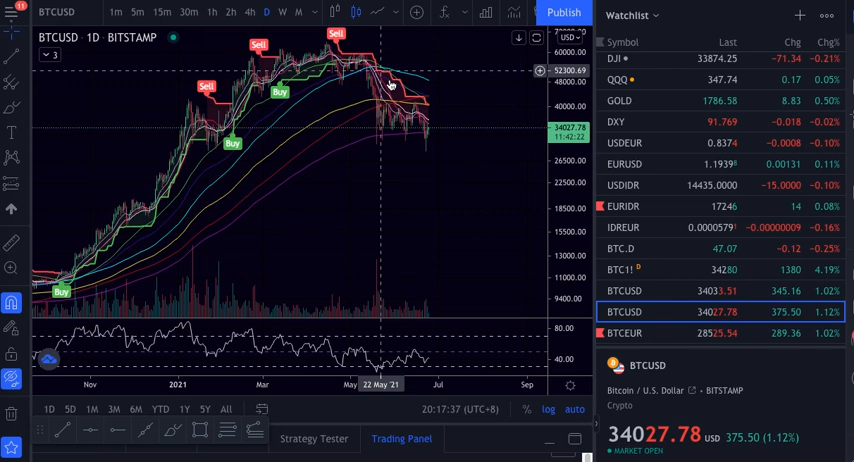 11
BTCUSD 1m 5m 15m 30m 1h 2h 4h D W M Publish
BTCUSD · 1D · BITSTAMP
3
USD
60000.00
52300.69
48000.00
40000.00
34027.78
11:42:22
26500.00
22500.00
18500.00
15500.00
13000.00
11000.00
9400.00
80.00
40.00
Sell
Sell
Sell
Buy
Buy
Buy
Buy
Nov 2021 Mar May 22 May '21 Jul Sep
1D 5D 1M 3M 6M YTD 1Y 5Y All 20:17:37 (UTC+8) % log auto
Strategy Tester Trading Panel
Watchlist
Symbol Last Chg Chg%
DJI 33874.25 -71.34 -0.21%
QQQ 347.74 0.17 0.05%
GOLD 1786.58 8.83 0.50%
DXY 91.769 -0.018 -0.02%
USDEUR 0.8374 -0.0008 -0.10%
EURUSD 1.1939⁸ 0.00131 0.11%
USDIDR 14435.0000 -15.0000 -0.10%
EURIDR 17246 14 0.08%
IDREUR 0.0000579¹ -0.00000009 -0.16%
BTC.D 47.07 -0.12 -0.25%
BTC1! D 34280 1380 4.19%
BTCUSD 34033.51 345.16 1.02%
BTCUSD 34027.78 375.50 1.12%
BTCEUR 28525.54 289.36 1.02%
BTCUSD
Bitcoin / U.S. Dollar · BITSTAMP
Crypto
34027.78 USD 375.50 (1.12%)
MARKET OPEN